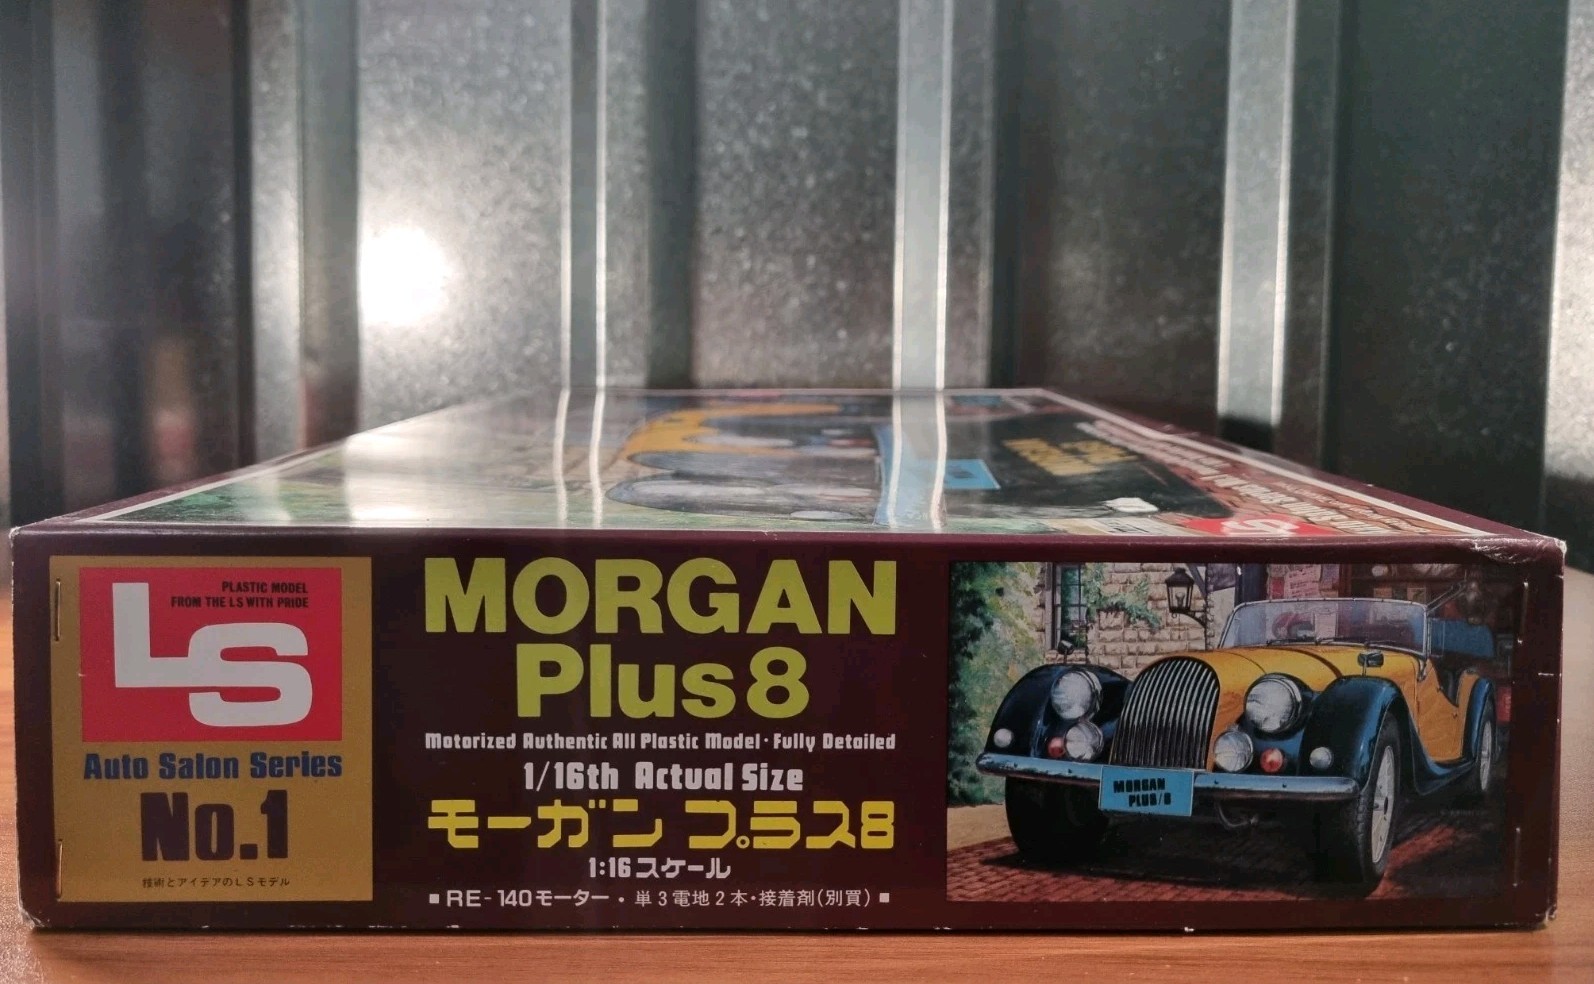 PLASTIC MODEL
FROM THE LS WITH PRIDE
LS
Auto Salon Series
No.1
技術とアイデアのLSモデル
MORGAN
Plus8
Motorized Authentic All Plastic Model・Fully Detailed
1/16th Actual Size
モーガン プラス8
1:16スケール
■RE-140モーター・単3電地2本・接着剤(別買)■
MORGAN
PLUS/8